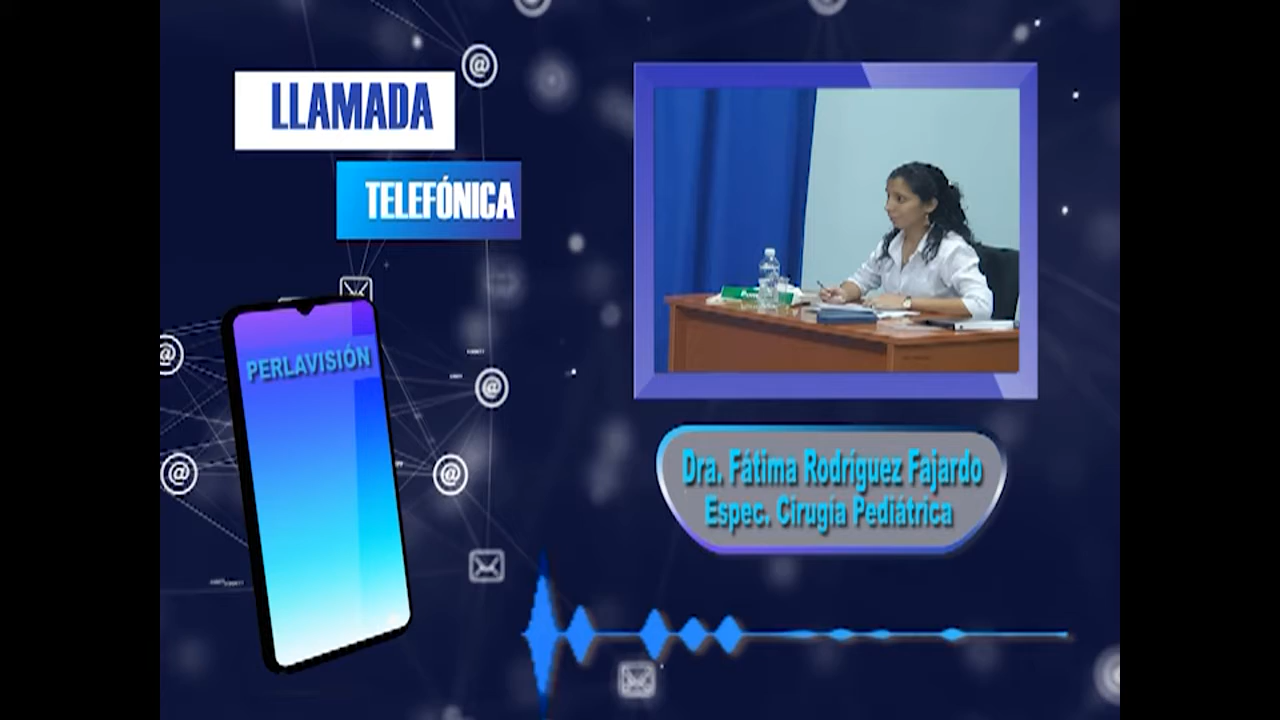 LLAMADA
TELEFÓNICA
PERLAVISIÓN
Dra. Fátima Rodríguez Fajardo
Espec. Cirugía Pediátrica